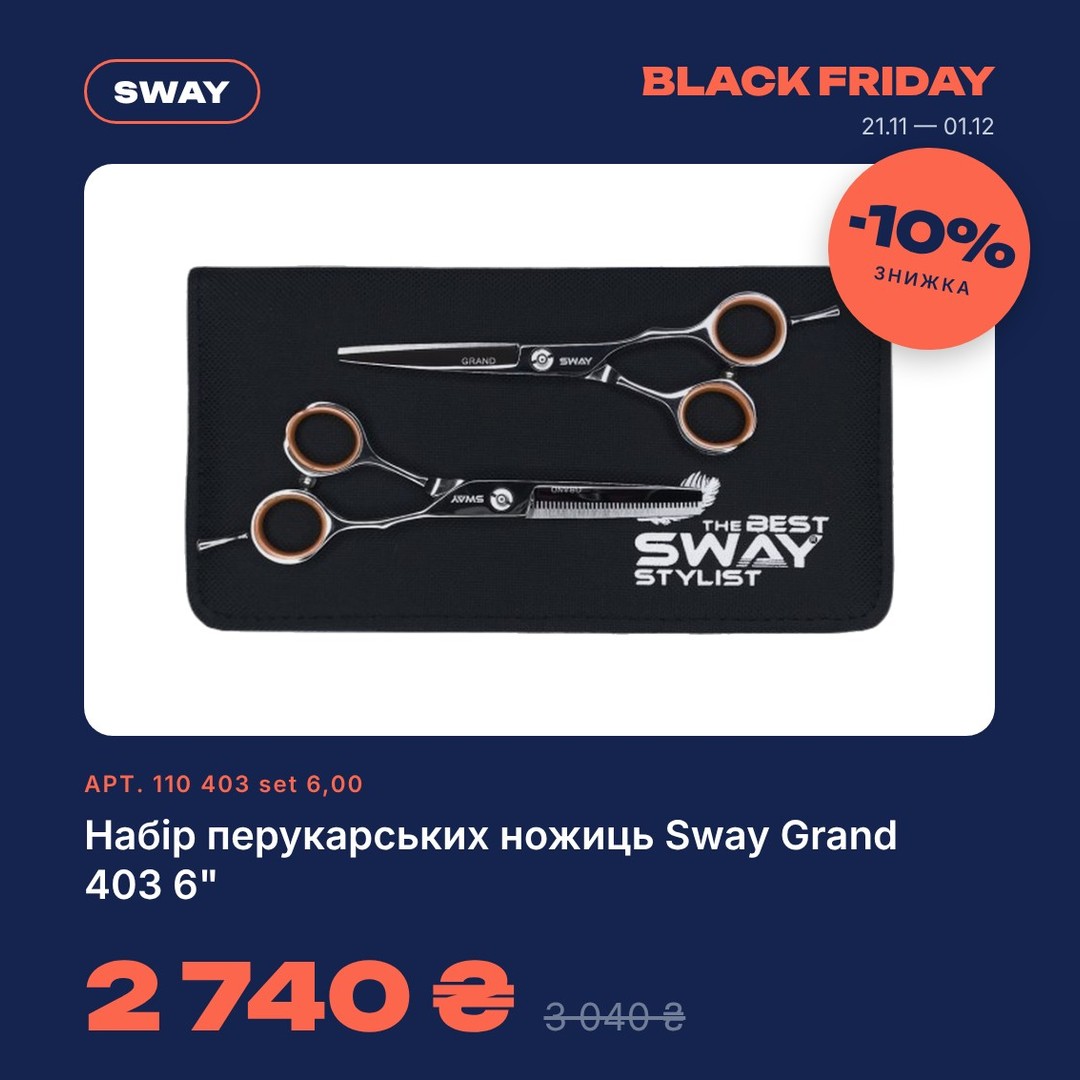 SWAY
BLACK FRIDAY
21.11 — 01.12
-10%
ЗНИЖКА
GRAND
SWAY
SWAY
GRAND
THE BEST
SWAY®
STYLIST
АРТ. 110 403 set 6,00
Набір перукарських ножиць Sway Grand
403 6"
2 740 ₴
3 040 ₴